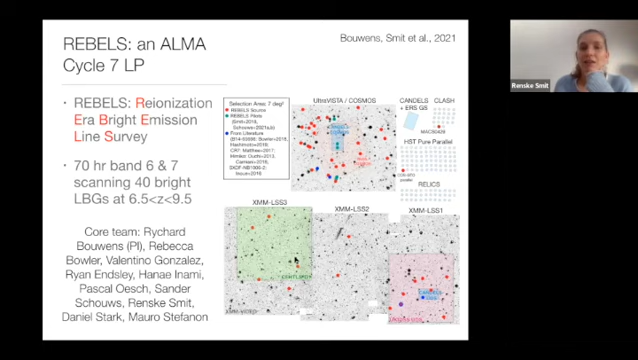 REBELS: an ALMA
Cycle 7 LP
Bouwens, Smit et al., 2021
• REBELS: Reionization
Era Bright Emission
Line Survey
• 70 hr band 6 & 7
scanning 40 bright
LBGs at 6.5<z<9.5
Core team: Rychard
Bouwens (PI), Rebecca
Bowler, Valentino Gonzalez,
Ryan Endsley, Hanae Inami,
Pascal Oesch, Sander
Schouws, Renske Smit,
Daniel Stark, Mauro Stefanon
Selection Area: 7 deg²
REBELS Source
REBELS Pilots
From Literature
UltraVISTA / COSMOS
CANDELS
+ ERS GS
CLASH
HST Pure Parallel
RELICS
XMM-LSS3
XMM-LSS2
XMM-LSS1
Renske Smit